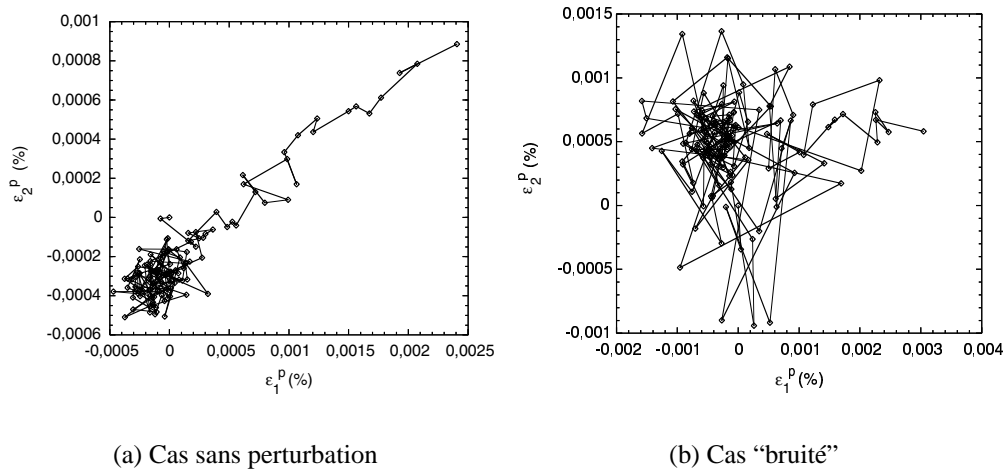 0,001
0,0008
0,0006
0,0004
0,0002
0
-0,0002
-0,0004
-0,0006
ε₂ᵖ (%)
-0,0005 0 0,0005 0,001 0,0015 0,002 0,0025
ε₁ᵖ (%)
(a) Cas sans perturbation
0,0015
0,001
0,0005
0
-0,0005
-0,001
ε₂ᵖ (%)
-0,002 -0,001 0 0,001 0,002 0,003 0,004
ε₁ᵖ (%)
(b) Cas “bruité”